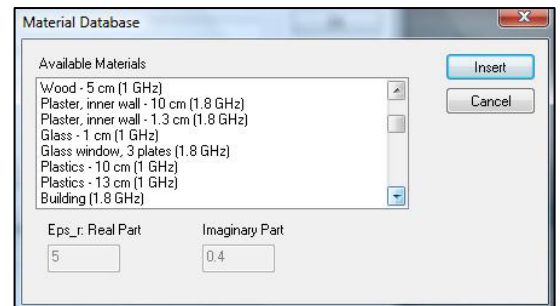 Material Database
Available Materials
Insert
Wood - 5 cm (1 GHz)
Plaster, inner wall - 10 cm (1.8 GHz)
Cancel
Plaster, inner wall - 1.3 cm (1.8 GHz)
Glass - 1 cm (1 GHz)
Glass window, 3 plates (1.8 GHz)
Plastics - 10 cm (1 GHz)
Plastics - 13 cm (1 GHz)
Building (1.8 GHz)
Eps_r: Real Part Imaginary Part
5 0.4